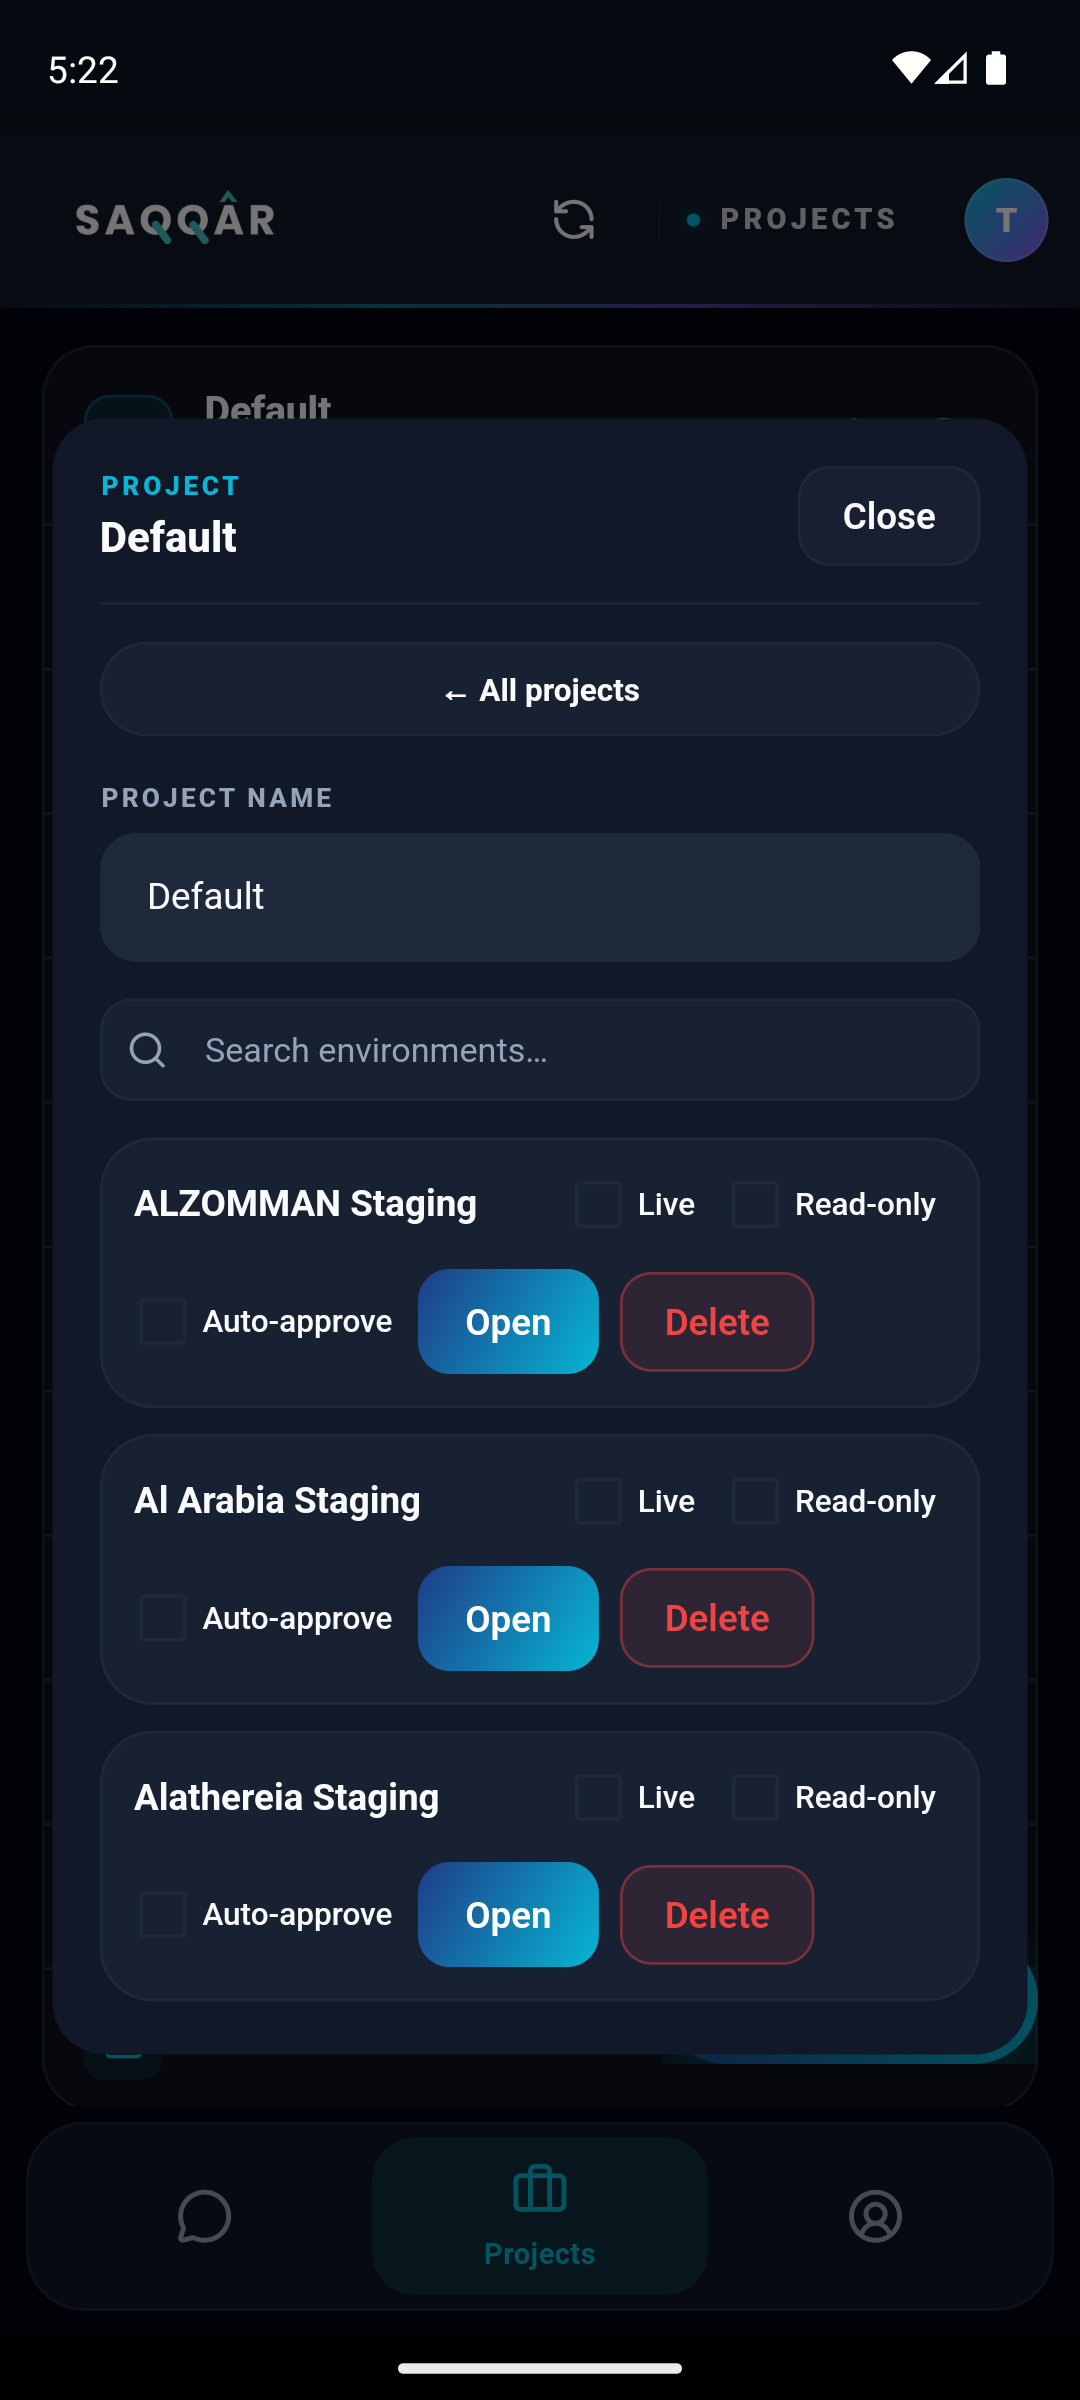 5:22
SAQQÂR
PROJECTS
T
Default
PROJECT
Default
Close
← All projects
PROJECT NAME
Default
Search environments...
ALZOMMAN Staging
Live
Read-only
Auto-approve
Open
Delete
Al Arabia Staging
Live
Read-only
Auto-approve
Open
Delete
Alathereia Staging
Live
Read-only
Auto-approve
Open
Delete
Projects